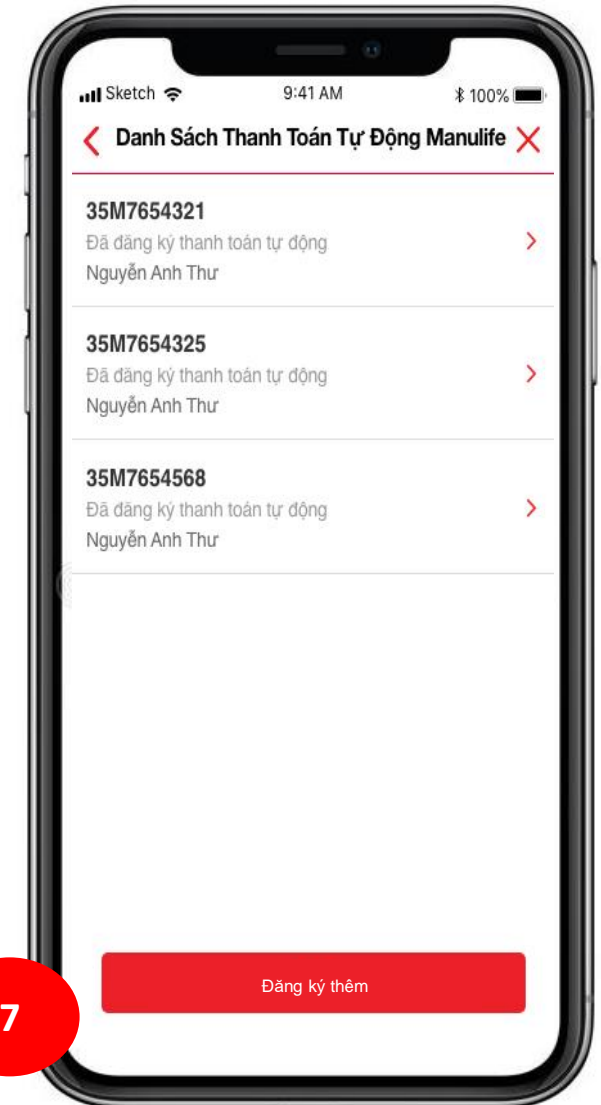 Sketch 9:41 AM 100%
Danh Sách Thanh Toán Tự Động Manulife
35M7654321
Đã đăng ký thanh toán tự động
Nguyễn Anh Thư
35M7654325
Đã đăng ký thanh toán tự động
Nguyễn Anh Thư
35M7654568
Đã đăng ký thanh toán tự động
Nguyễn Anh Thư
Đăng ký thêm
7